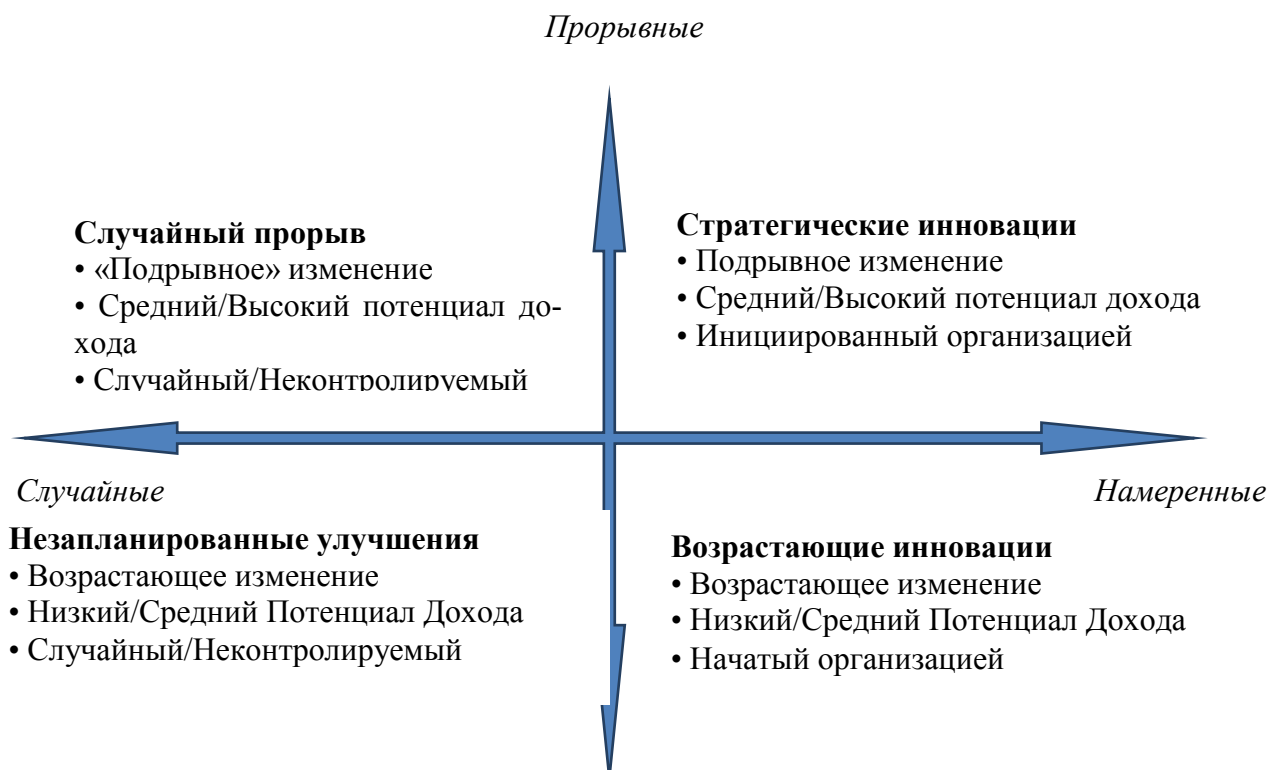 Прорывные
Случайный прорыв
• «Подрывное» изменение
• Средний/Высокий потенциал до-
хода
• Случайный/Неконтролируемый
Стратегические инновации
• Подрывное изменение
• Средний/Высокий потенциал дохода
• Инициированный организацией
Случайные
Намеренные
Незапланированные улучшения
• Возрастающее изменение
• Низкий/Средний Потенциал Дохода
• Случайный/Неконтролируемый
Возрастающие инновации
• Возрастающее изменение
• Низкий/Средний Потенциал Дохода
• Начатый организацией